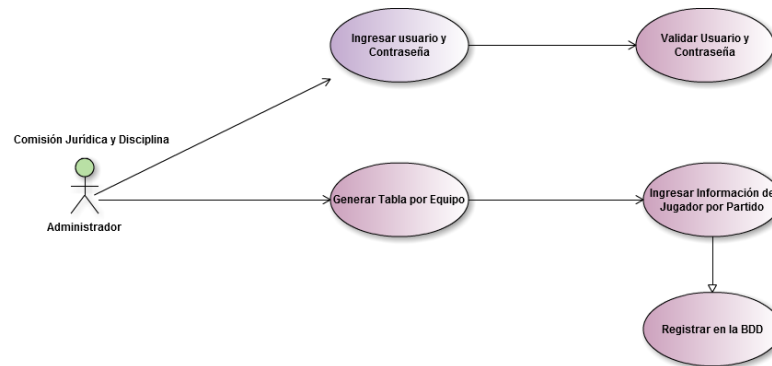 Ingresar usuario y
Contraseña
Validar Usuario y
Contraseña
Comisión Jurídica y Disciplina
Administrador
Generar Tabla por Equipo
Ingresar Información de
Jugador por Partido
Registrar en la BDD